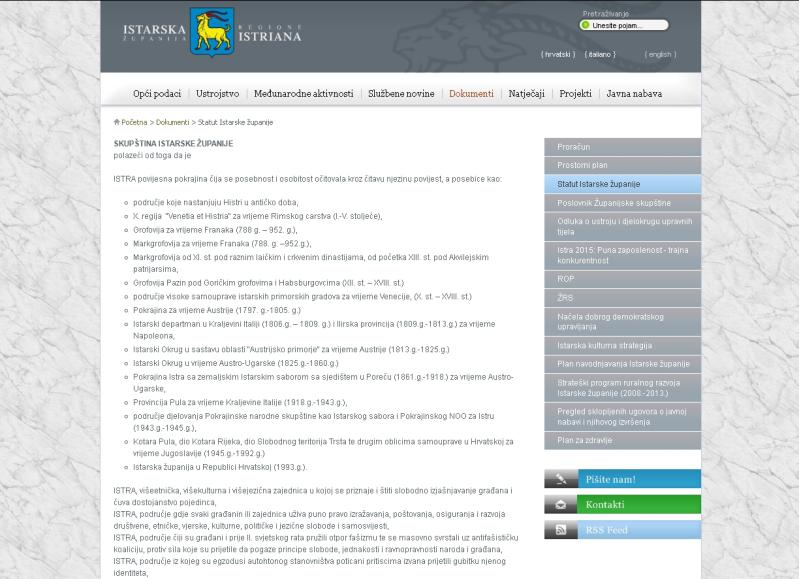 ISTARSKA
ŽUPANIJA
REGIONE
ISTRIANA
Pretraživanje
Unesite pojam...
{ hrvatski } { italiano } { english }
Opći podaci | Ustrojstvo | Međunarodne aktivnosti | Službene novine | Dokumenti | Natječaji | Projekti | Javna nabava
Početna > Dokumenti > Statut Istarske županije
SKUPŠTINA ISTARSKE ŽUPANIJE
polazeći od toga da je
ISTRA povijesna pokrajina čija se posebnost i osobitost očitovala kroz čitavu njezinu povijest, a posebice kao:
područje koje nastanjuju Histri u antičko doba,
X. regija "Venetia et Histria" za vrijeme Rimskog carstva (I.-V. stoljeće),
Grofovija za vrijeme Franaka (788 g. – 952. g.),
Markgrofovija za vrijeme Franaka (788. g. –952.g.),
Markgrofovija od XI. st. pod raznim laičkim i crkvenim dinastijama, od početka XIII. st. pod Akvilejskim
patrijarsima,
Grofovija Pazin pod Goričkim grofovima i Habsburgovcima (XII. st. – XVIII. st.)
područje visoke samouprave istarskih primorskih gradova za vrijeme Venecije, (X. st. – XVIII. st.)
Pokrajina za vrijeme Austrije (1797. g.-1805. g.)
Istarski departman u Kraljevini Italiji (1806.g. – 1809. g.) i Ilirska provincija (1809.g.-1813.g.) za vrijeme
Napoleona,
Istarski Okrug u sastavu oblasti "Austrijsko primorje" za vrijeme Austrije (1813.g.-1825.g.)
Istarski Okrug u vrijeme Austro-Ugarske (1825.g.-1860.g.)
Pokrajina Istra sa zemaljskim Istarskim saborom sa sjedištem u Poreču (1861.g.-1918.) za vrijeme Austro-
Ugarske,
Provincija Pula za vrijeme Kraljevine Italije (1918.g.-1943.g.),
područje djelovanja Pokrajinske narodne skupštine kao Istarskog sabora i Pokrajinskog NOO za Istru
(1943.g.-1945.g.),
Kotara Pula, dio Kotara Rijeka, dio Slobodnog teritorija Trsta te drugim oblicima samouprave u Hrvatskoj za
vrijeme Jugoslavije (1945.g.-1992.g.)
Istarska županija u Republici Hrvatskoj (1993.g.).
ISTRA, višeetnička, višekulturna i višejezična zajednica u kojoj se priznaje i štiti slobodno izjašnjavanje građana i
čuva dostojanstvo pojedinca,
ISTRA, područje gdje svaki građanin ili zajednica uživa puno pravo izražavanja, poštovanja, osiguranja i razvoja
društvene, etničke, vjerske, kulturne, političke i jezične slobode i samosvijesti,
ISTRA, područje čiji su građani i prije II. svjetskog rata pružili otpor fašizmu te se masovno svrstali uz antifašističku
koaliciju, protiv sila koje su prijetile da pogaze principe slobode, jednakosti i ravnopravnosti naroda i građana,
ISTRA, područje iz kojeg su egzodusi autohtonog stanovništva poticani pritiscima izvana prijetili gubitku njenog
identiteta,
Proračun
Prostorni plan
Statut Istarske županije
Poslovnik Županijske skupštine
Odluka o ustroju i djelokrugu upravnih
tijela
Istra 2015: Puna zaposlenost - trajna
konkurentnost
ROP
ŽRS
Načela dobrog demokratskog
upravljanja
Istarska kulturna strategija
Plan navodnjavanja Istarske županije
Strateški program ruralnog razvoja
Istarske županije (2008.-2013.)
Pregled sklopljenih ugovora o javnoj
nabavi i njihovog izvršenja
Plan za zdravlje
Pišite nam!
Kontakti
RSS Feed